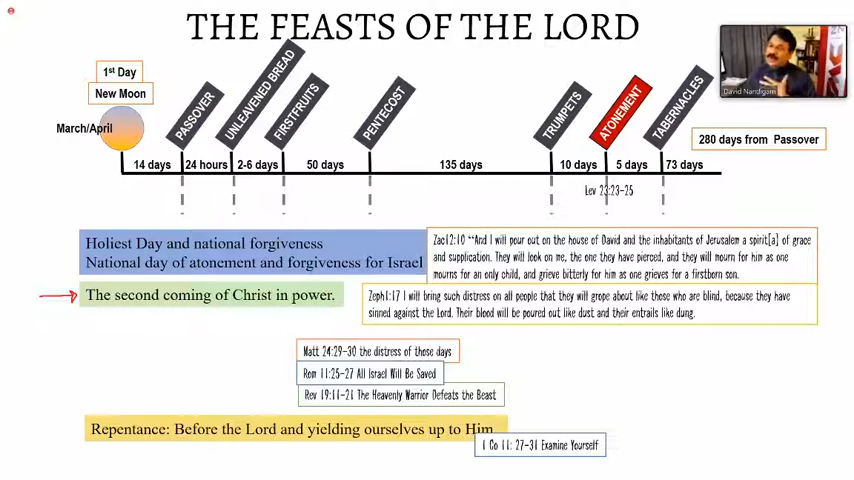 THE FEASTS OF THE LORD
David Nandigam
1st Day
New Moon
March/April
PASSOVER
UNLEAVENED BREAD
FIRSTFRUITS
PENTECOST
TRUMPETS
ATONEMENT
TABERNACLES
280 days from Passover
14 days
24 hours
2-6 days
50 days
135 days
10 days
5 days
73 days
Lev 23:23-25
Holiest Day and national forgiveness
National day of atonement and forgiveness for Israel
Zac12:10 “And I will pour out on the house of David and the inhabitants of Jerusalem a spirit[a] of grace
and supplication. They will look on me, the one they have pierced, and they will mourn for him as one
mourns for an only child, and grieve bitterly for him as one grieves for a firstborn son.
The second coming of Christ in power.
Zeph1:17 I will bring such distress on all people that they will grope about like those who are blind, because they have
sinned against the Lord. Their blood will be poured out like dust and their entrails like dung.
Matt 24:29-30 the distress of those days
Rom 11:25-27 All Israel Will Be Saved
Rev 19:11-21 The Heavenly Warrior Defeats the Beast
Repentance: Before the Lord and yielding ourselves up to Him
1 Co 11: 27-31 Examine Yourself